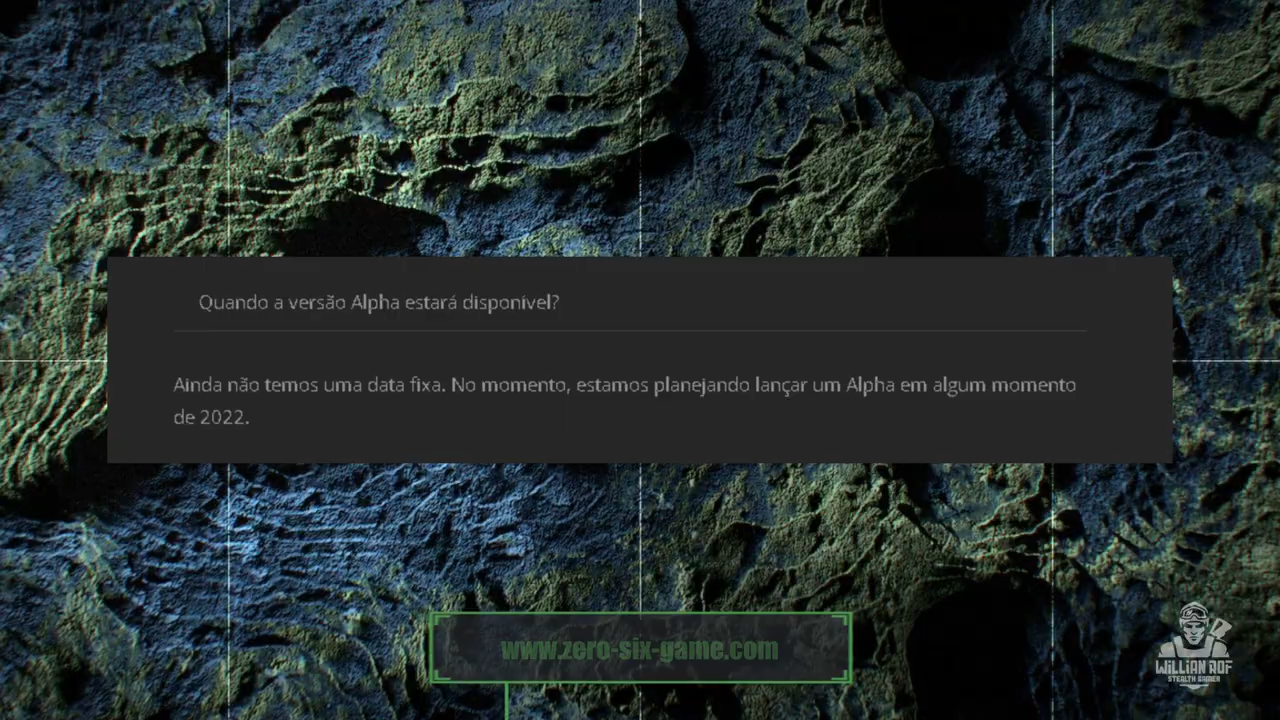 Quando a versão Alpha estará disponível?
Ainda não temos uma data fixa. No momento, estamos planejando lançar um Alpha em algum momento
de 2022.
www.zero-six-game.com
WILLIAN ROF
STEALTH GAMER